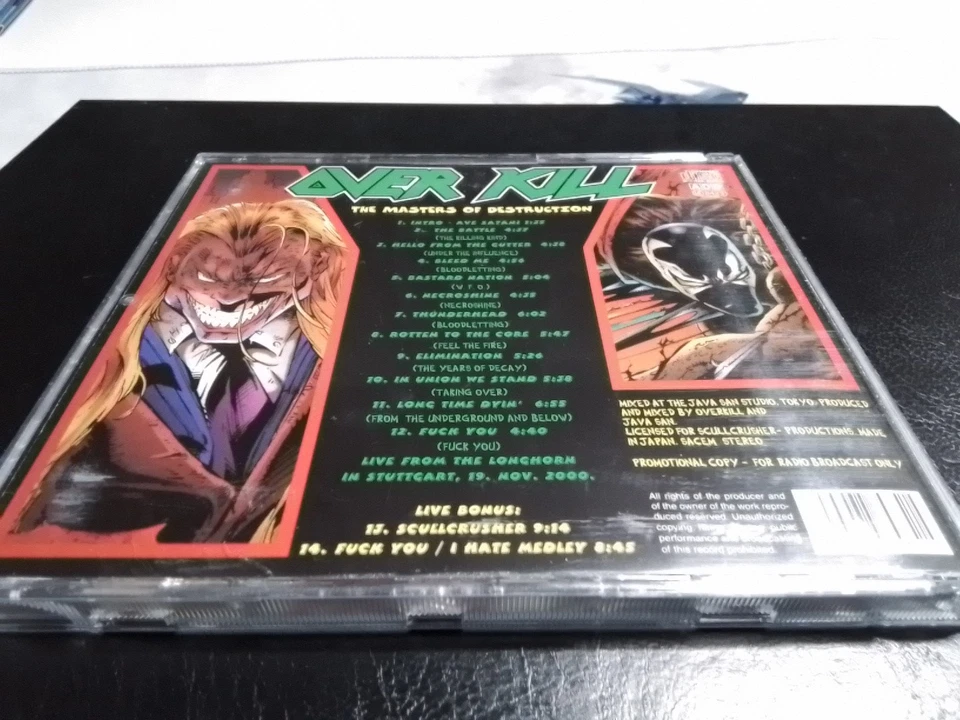 OVER KILL
THE MASTERS OF DESTRUCTION
1. INTRO - AVE SATANI 1:37
2. THE BATTLE 4:37
(THE KILLING KIND)
3. HELLO FROM THE GUTTER 4:38
(UNDER THE INFLUENCE)
4. BLEED ME 4:36
(BLOODLETTING)
5. BASTARD NATION 5:04
(W F O.)
6. NECROSHINE 4:35
(NECROSHINE)
7. THUNDERHEAD 6:02
(BLOODLETTING)
8. ROTTEN TO THE CORE 5:47
(FEEL THE FIRE)
9. ELIMINATION 5:26
(THE YEARS OF DECAY)
10. IN UNION WE STAND 5:38
(TAKING OVER)
11. LONG TIME DYIN' 6:55
(FROM THE UNDERGROUND AND BELOW)
12. FUCK YOU 4:40
(FUCK YOU)
LIVE FROM THE LONGHORN
IN STUTTGART, 19. NOV. 2000.
LIVE BONUS:
13. SCULLCRUSHER 9:14
14. FUCK YOU / I HATE MEDLEY 8:45
MIXED AT THE JAVA SAN STUDIO, TOKYO. PRODUCED
AND MIXED BY OVERKILL AND
JAVA SAN.
LICENSED FOR SCULLCRUSHER- PRODUCTIONS. MADE
IN JAPAN. SACEM STEREO
PROMOTIONAL COPY - FOR RADIO BROADCAST ONLY
All rights of the producer and
of the owner of the work repro-
duced reserved. Unauthorized
copying public
performance and broadcasting
of this record prohibited.